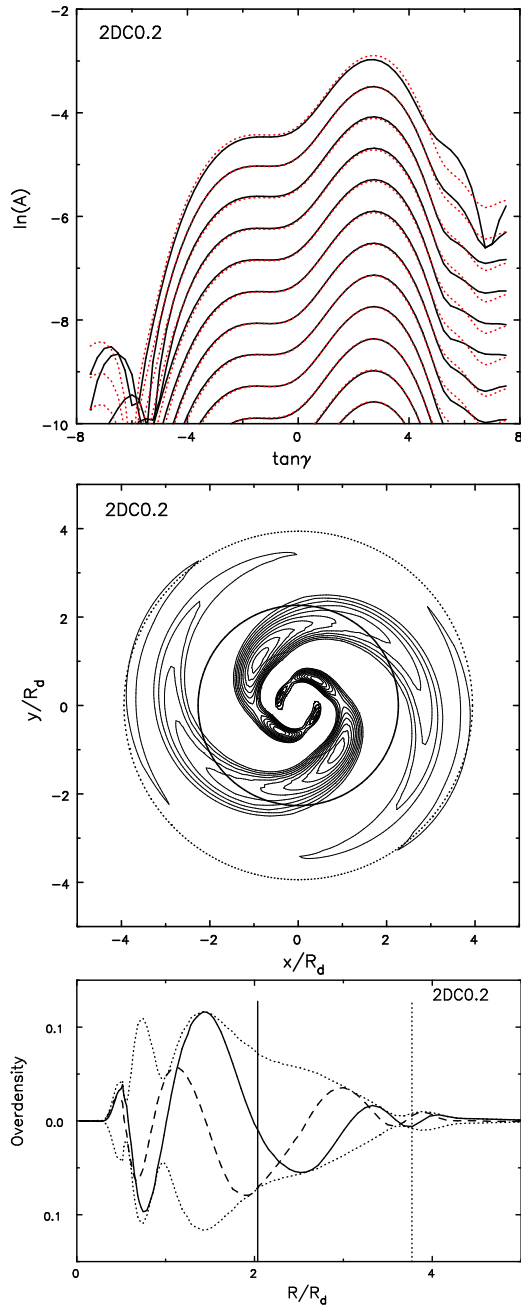 2DC0.2
-2
-4
-6
-8
-10
ln(A)
-8 -4 0 4 8
tanγ
2DC0.2
4
2
0
-2
-4
y/R_d
-4 -2 0 2 4
x/R_d
2DC0.2
0.1
0.0
0.1
Overdensity
0 2 4
R/R_d